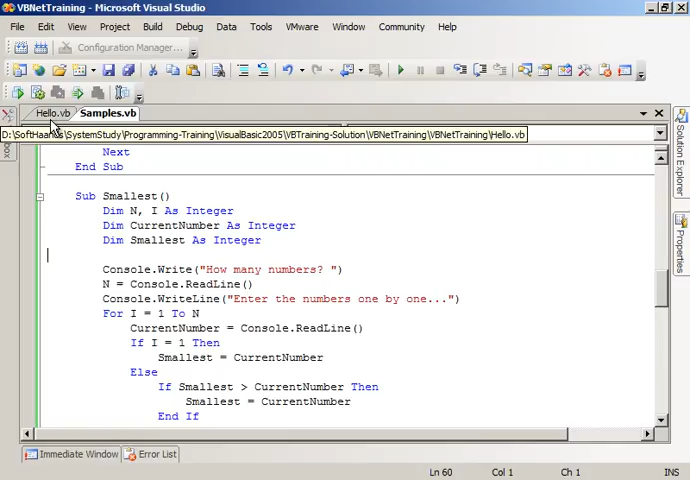 VBNetTraining - Microsoft Visual Studio
File Edit View Project Build Debug Data Tools VMware Window Community Help
Configuration Manager...
Hello.vb Samples.vb
D:\SoftHaants\SystemStudy\Programming-Training\VisualBasic2005\VBTraining-Solution\VBNetTraining\VBNetTraining\Hello.vb
Next
End Sub
Sub Smallest()
Dim N, I As Integer
Dim CurrentNumber As Integer
Dim Smallest As Integer
Console.Write("How many numbers? ")
N = Console.ReadLine()
Console.WriteLine("Enter the numbers one by one...")
For I = 1 To N
CurrentNumber = Console.ReadLine()
If I = 1 Then
Smallest = CurrentNumber
Else
If Smallest > CurrentNumber Then
Smallest = CurrentNumber
End If
Solution Explorer
Properties
Immediate Window Error List
Ln 60 Col 1 Ch 1 INS